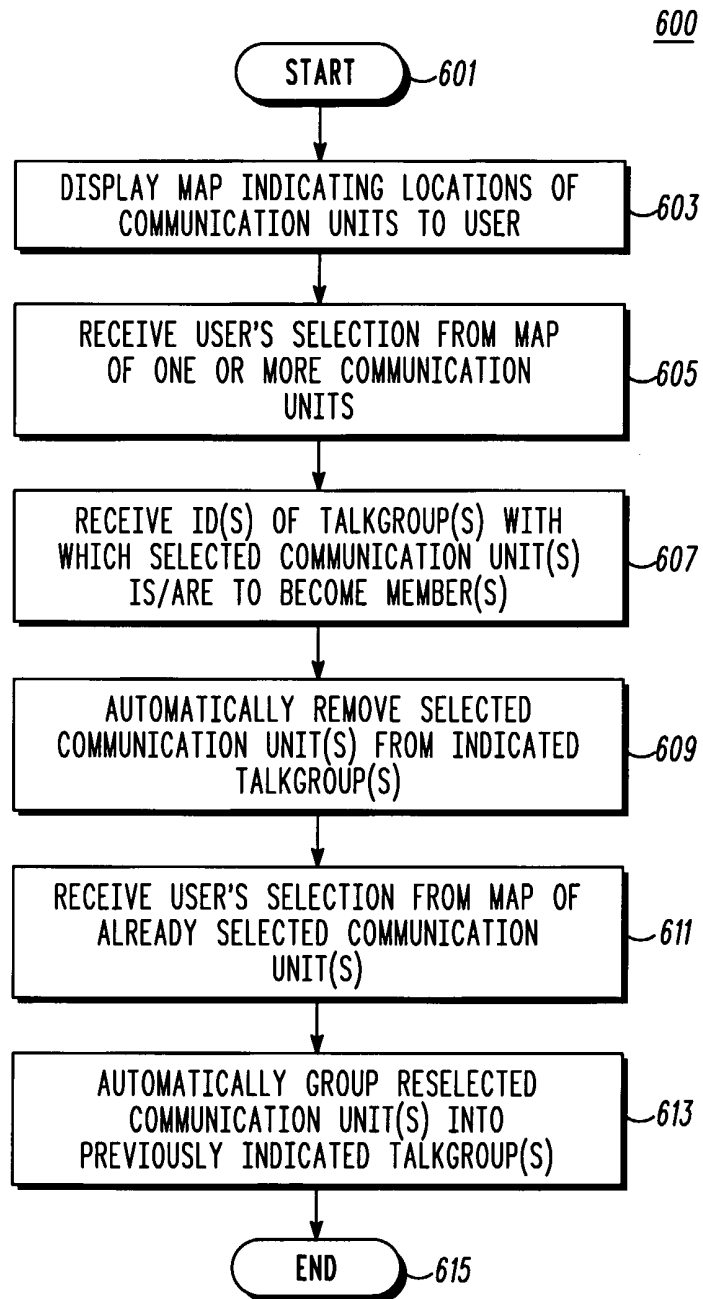 600
START
601
DISPLAY MAP INDICATING LOCATIONS OF
COMMUNICATION UNITS TO USER
603
RECEIVE USER'S SELECTION FROM MAP
OF ONE OR MORE COMMUNICATION
UNITS
605
RECEIVE ID(S) OF TALKGROUP(S) WITH
WHICH SELECTED COMMUNICATION UNIT(S)
IS/ARE TO BECOME MEMBER(S)
607
AUTOMATICALLY REMOVE SELECTED
COMMUNICATION UNIT(S) FROM INDICATED
TALKGROUP(S)
609
RECEIVE USER'S SELECTION FROM MAP OF
ALREADY SELECTED COMMUNICATION
UNIT(S)
611
AUTOMATICALLY GROUP RESELECTED
COMMUNICATION UNIT(S) INTO
PREVIOUSLY INDICATED TALKGROUP(S)
613
END
615